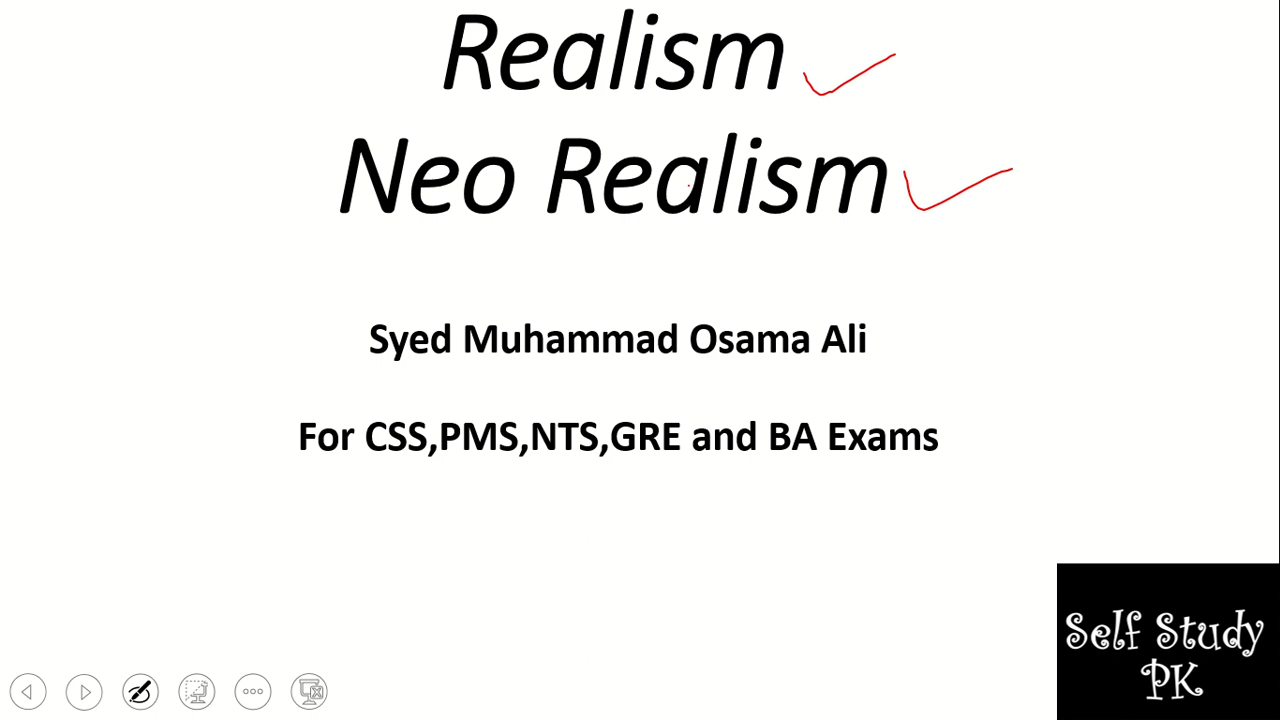 Realism
Neo Realism
Syed Muhammad Osama Ali
For CSS,PMS,NTS,GRE and BA Exams
Self Study
PK